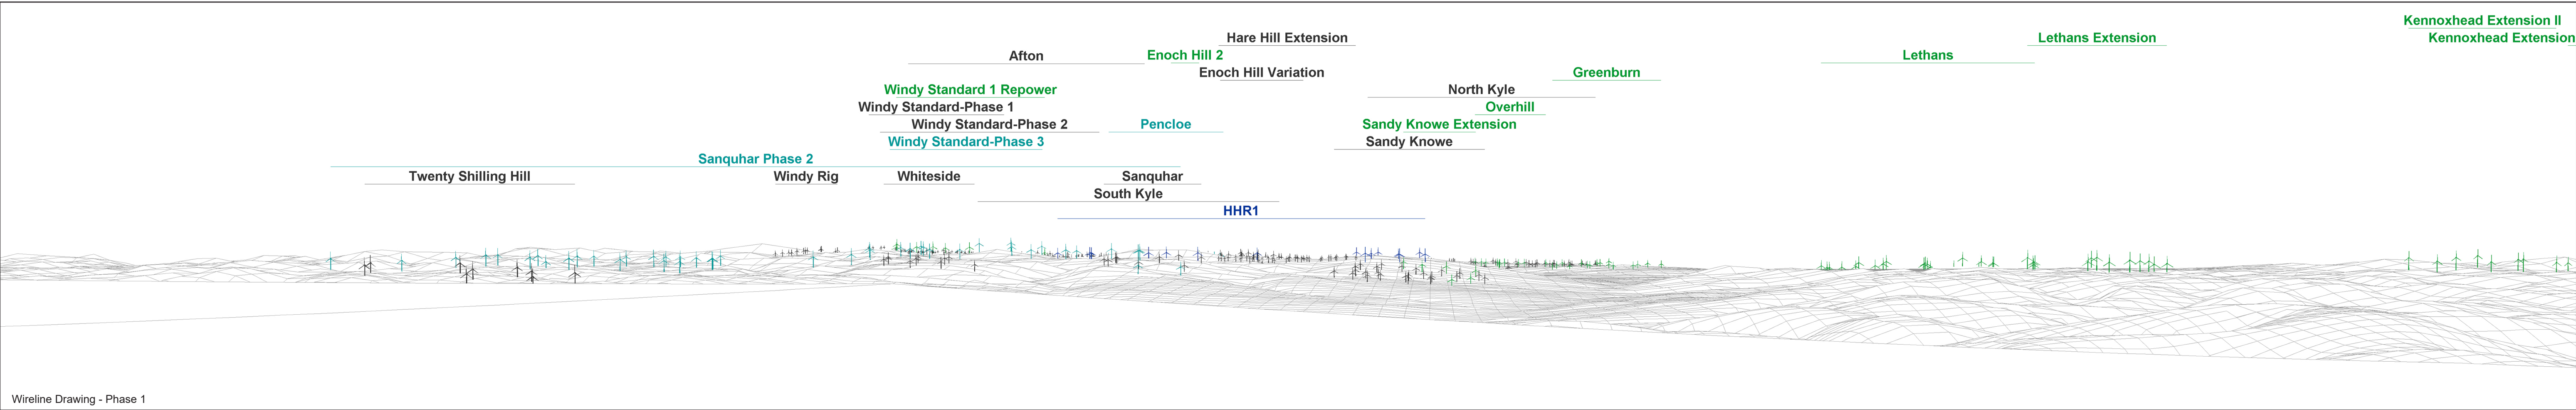 Kennoxhead Extension II
Hare Hill Extension
Lethans Extension
Kennoxhead Extension
Afton
Enoch Hill 2
Lethans
Enoch Hill Variation
Greenburn
Windy Standard 1 Repower
North Kyle
Windy Standard-Phase 1
Overhill
Windy Standard-Phase 2
Pencloe
Sandy Knowe Extension
Windy Standard-Phase 3
Sandy Knowe
Sanquhar Phase 2
Twenty Shilling Hill
Windy Rig
Whiteside
Sanquhar
South Kyle
HHR1
Wireline Drawing - Phase 1